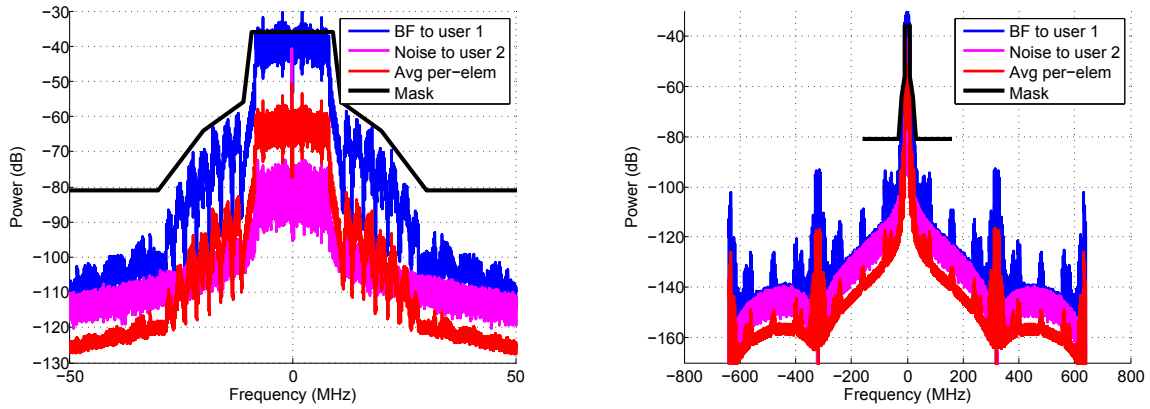 −30
−40
−50
−60
−70
−80
−90
−100
−110
−120
−130
Power (dB)
−50
0
50
Frequency (MHz)
BF to user 1
Noise to user 2
Avg per−elem
Mask
−40
−60
−80
−100
−120
−140
−160
Power (dB)
−800
−600
−400
−200
0
200
400
600
800
Frequency (MHz)
BF to user 1
Noise to user 2
Avg per−elem
Mask